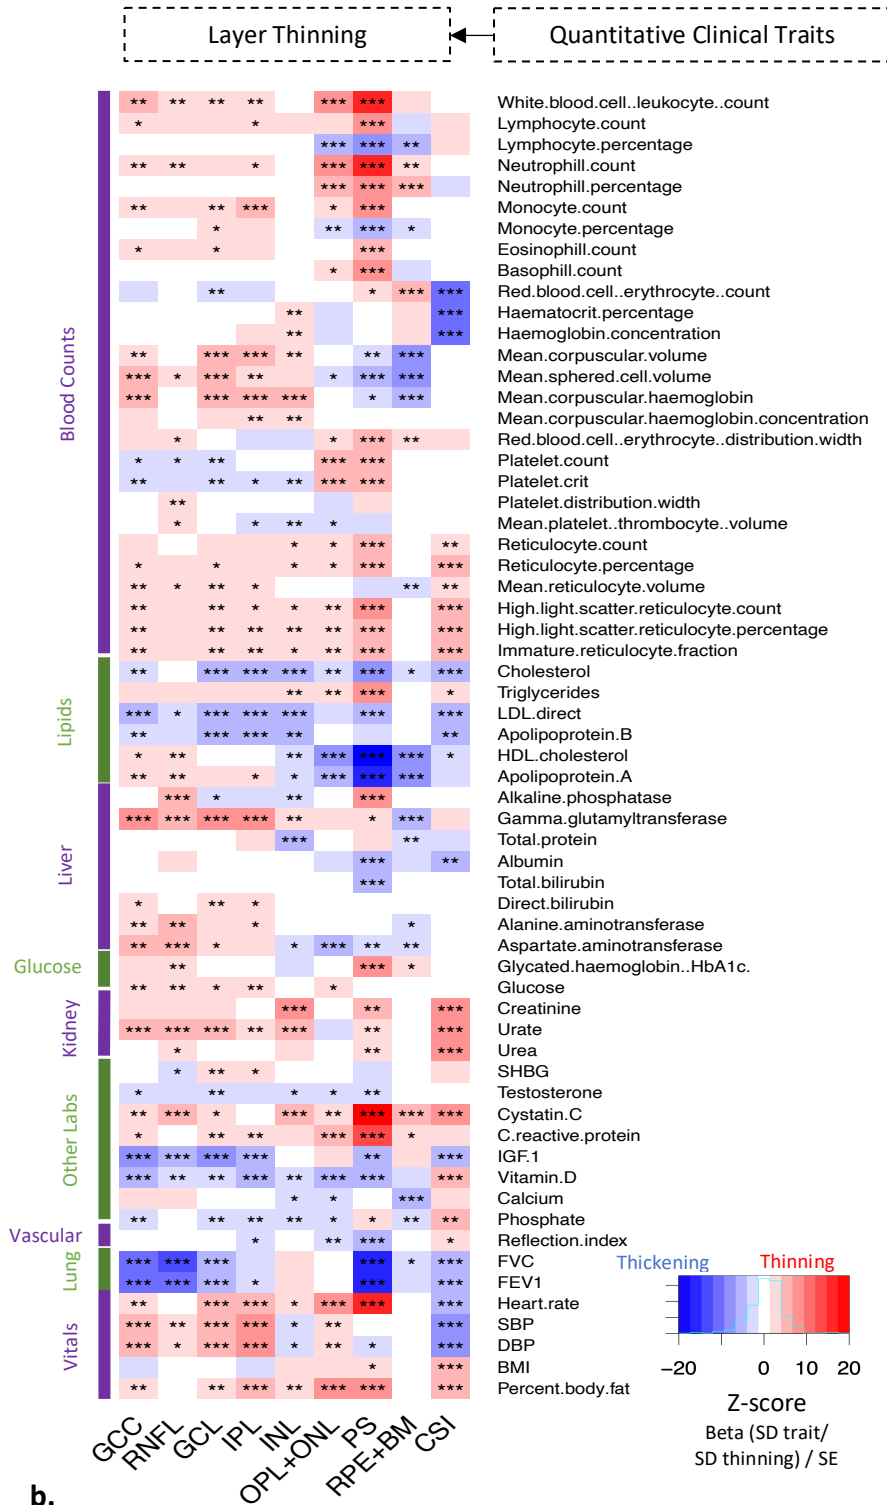 Layer Thinning
Quantitative Clinical Traits
** ** ** ** *** *** White.blood.cell..leukocyte..count
* * *** Lymphocyte.count
*** *** ** Lymphocyte.percentage
** ** * *** *** ** Neutrophill.count
*** *** *** Neutrophill.percentage
** ** *** * *** Monocyte.count
* ** *** * Monocyte.percentage
* * *** Eosinophill.count
* *** Basophill.count
** * *** *** Red.blood.cell..erythrocyte..count
** *** Haematocrit.percentage
** *** Haemoglobin.concentration
** *** *** ** ** *** Mean.corpuscular.volume
*** * *** ** * *** *** Mean.sphered.cell.volume
*** *** *** *** * *** Mean.corpuscular.haemoglobin
** ** Mean.corpuscular.haemoglobin.concentration
* * *** ** Red.blood.cell..erythrocyte..distribution.width
* * ** *** *** Platelet.count
** ** * ** *** *** Platelet.crit
** Platelet.distribution.width
* * ** * Mean.platelet..thrombocyte..volume
* * *** ** Reticulocyte.count
* * * * *** *** Reticulocyte.percentage
** * ** * ** ** Mean.reticulocyte.volume
** ** * * ** *** *** High.light.scatter.reticulocyte.count
** ** ** ** ** *** *** High.light.scatter.reticulocyte.percentage
** ** ** * ** *** *** Immature.reticulocyte.fraction
Blood Counts
** *** *** *** ** *** * *** Cholesterol
** ** *** * Triglycerides
*** * *** *** *** *** *** LDL.direct
** *** *** ** ** Apolipoprotein.B
* ** ** *** *** *** * HDL.cholesterol
** ** * * *** *** *** Apolipoprotein.A
Lipids
*** * ** *** Alkaline.phosphatase
*** *** *** *** ** * *** Gamma.glutamyltransferase
*** ** Total.protein
*** ** Albumin
*** Total.bilirubin
* ** * Direct.bilirubin
** ** * * Alanine.aminotransferase
** *** * * *** ** ** Aspartate.aminotransferase
Liver
** *** * Glycated.haemoglobin..HbA1c.
** ** * ** * Glucose
Glucose
*** ** *** Creatinine
*** *** *** ** *** ** *** Urate
* ** *** Urea
Kidney
* ** * SHBG
* ** * * ** Testosterone
** *** * *** ** *** *** *** Cystatin.C
* ** ** *** *** * C.reactive.protein
*** *** *** *** ** *** IGF.1
*** ** ** *** ** *** *** *** Vitamin.D
* * *** Calcium
** ** ** ** * * ** ** Phosphate
Other Labs
* ** *** * Reflection.index
Vascular
*** *** *** * *** * *** FVC
*** *** *** * *** *** FEV1
Lung
** *** *** * *** *** *** Heart.rate
*** ** *** *** * ** *** SBP
*** * *** *** * ** * *** DBP
* *** BMI
** ** *** ** *** *** *** Percent.body.fat
Vitals
GCC
RNFL
GCL
IPL
INL
OPL+ONL
PS
RPE+BM
CSI
Thickening
Thinning
−20 0 10 20
Z-score
Beta (SD trait/
SD thinning) / SE
b.